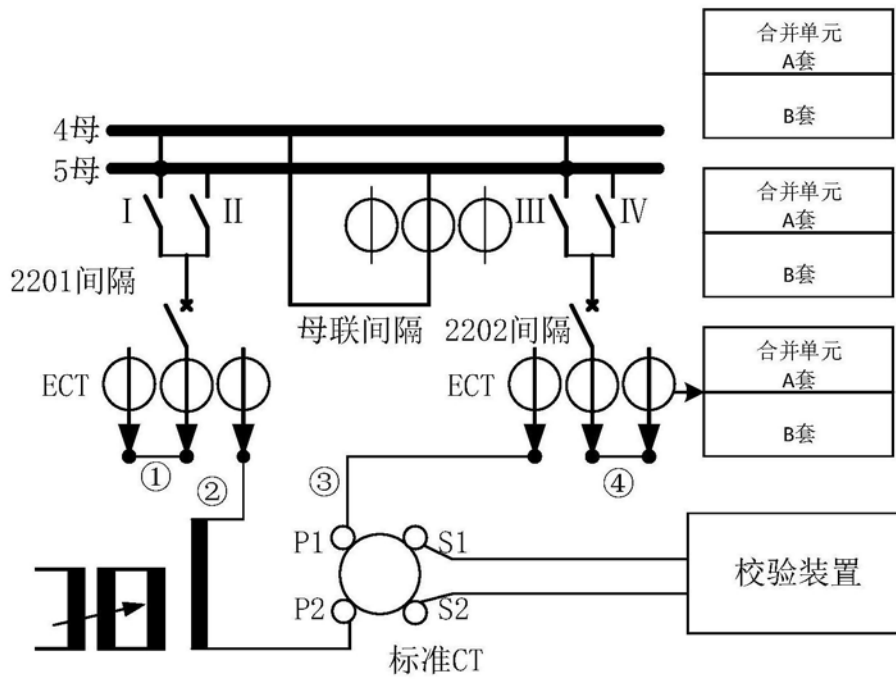 合并单元
A套
B套
4母
5母
合并单元
A套
B套
I
II
III
IV
2201间隔
母联间隔
2202间隔
合并单元
A套
B套
ECT
ECT
①
②
③
④
P1
S1
校验装置
P2
S2
标准CT